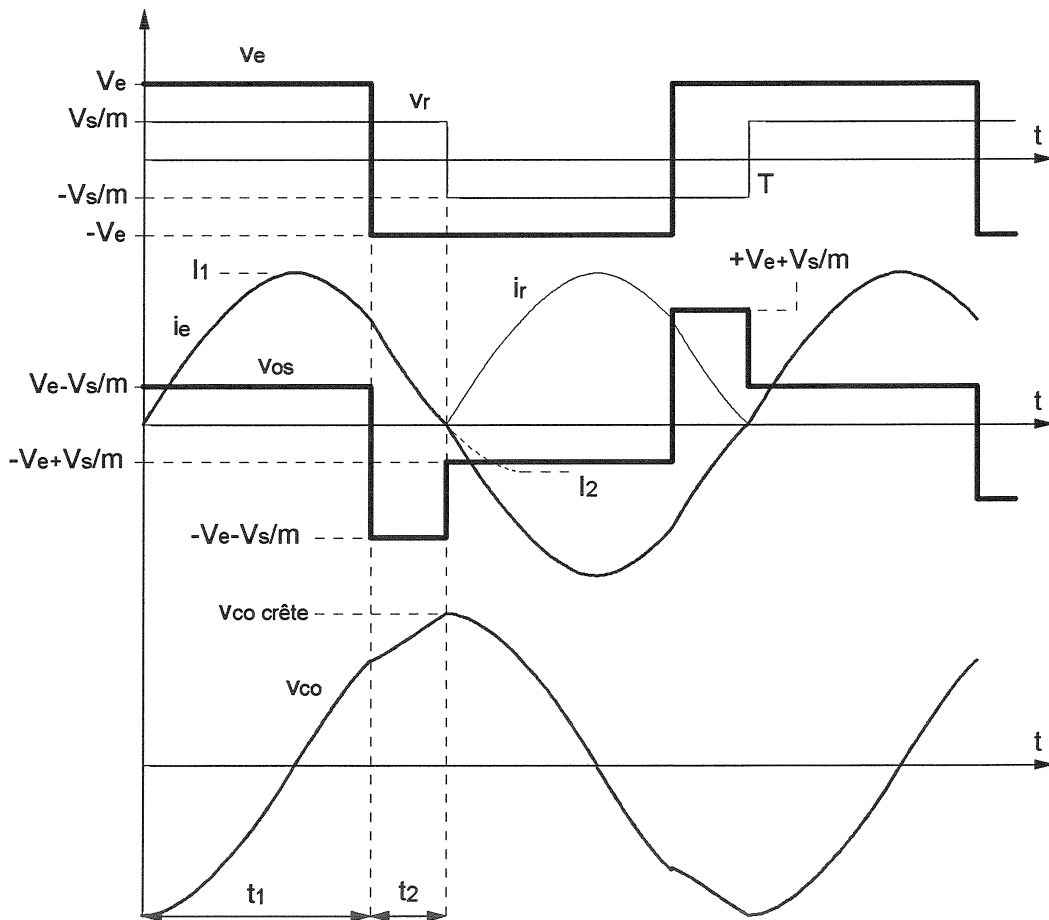 ve
Ve
vr
Vs/m
t
T
-Vs/m
-Ve
+Ve+Vs/m
I1
ir
ie
vos
Ve-Vs/m
t
-Ve+Vs/m
I2
-Ve-Vs/m
vco crête
vco
t
t1
t2